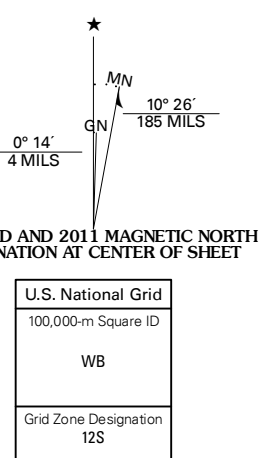 ★
MN
GN
10° 26´
185 MILS
0° 14´
4 MILS
D AND 2011 MAGNETIC NORTH
NATION AT CENTER OF SHEET
U.S. National Grid
100,000-m Square ID
WB
Grid Zone Designation
12S